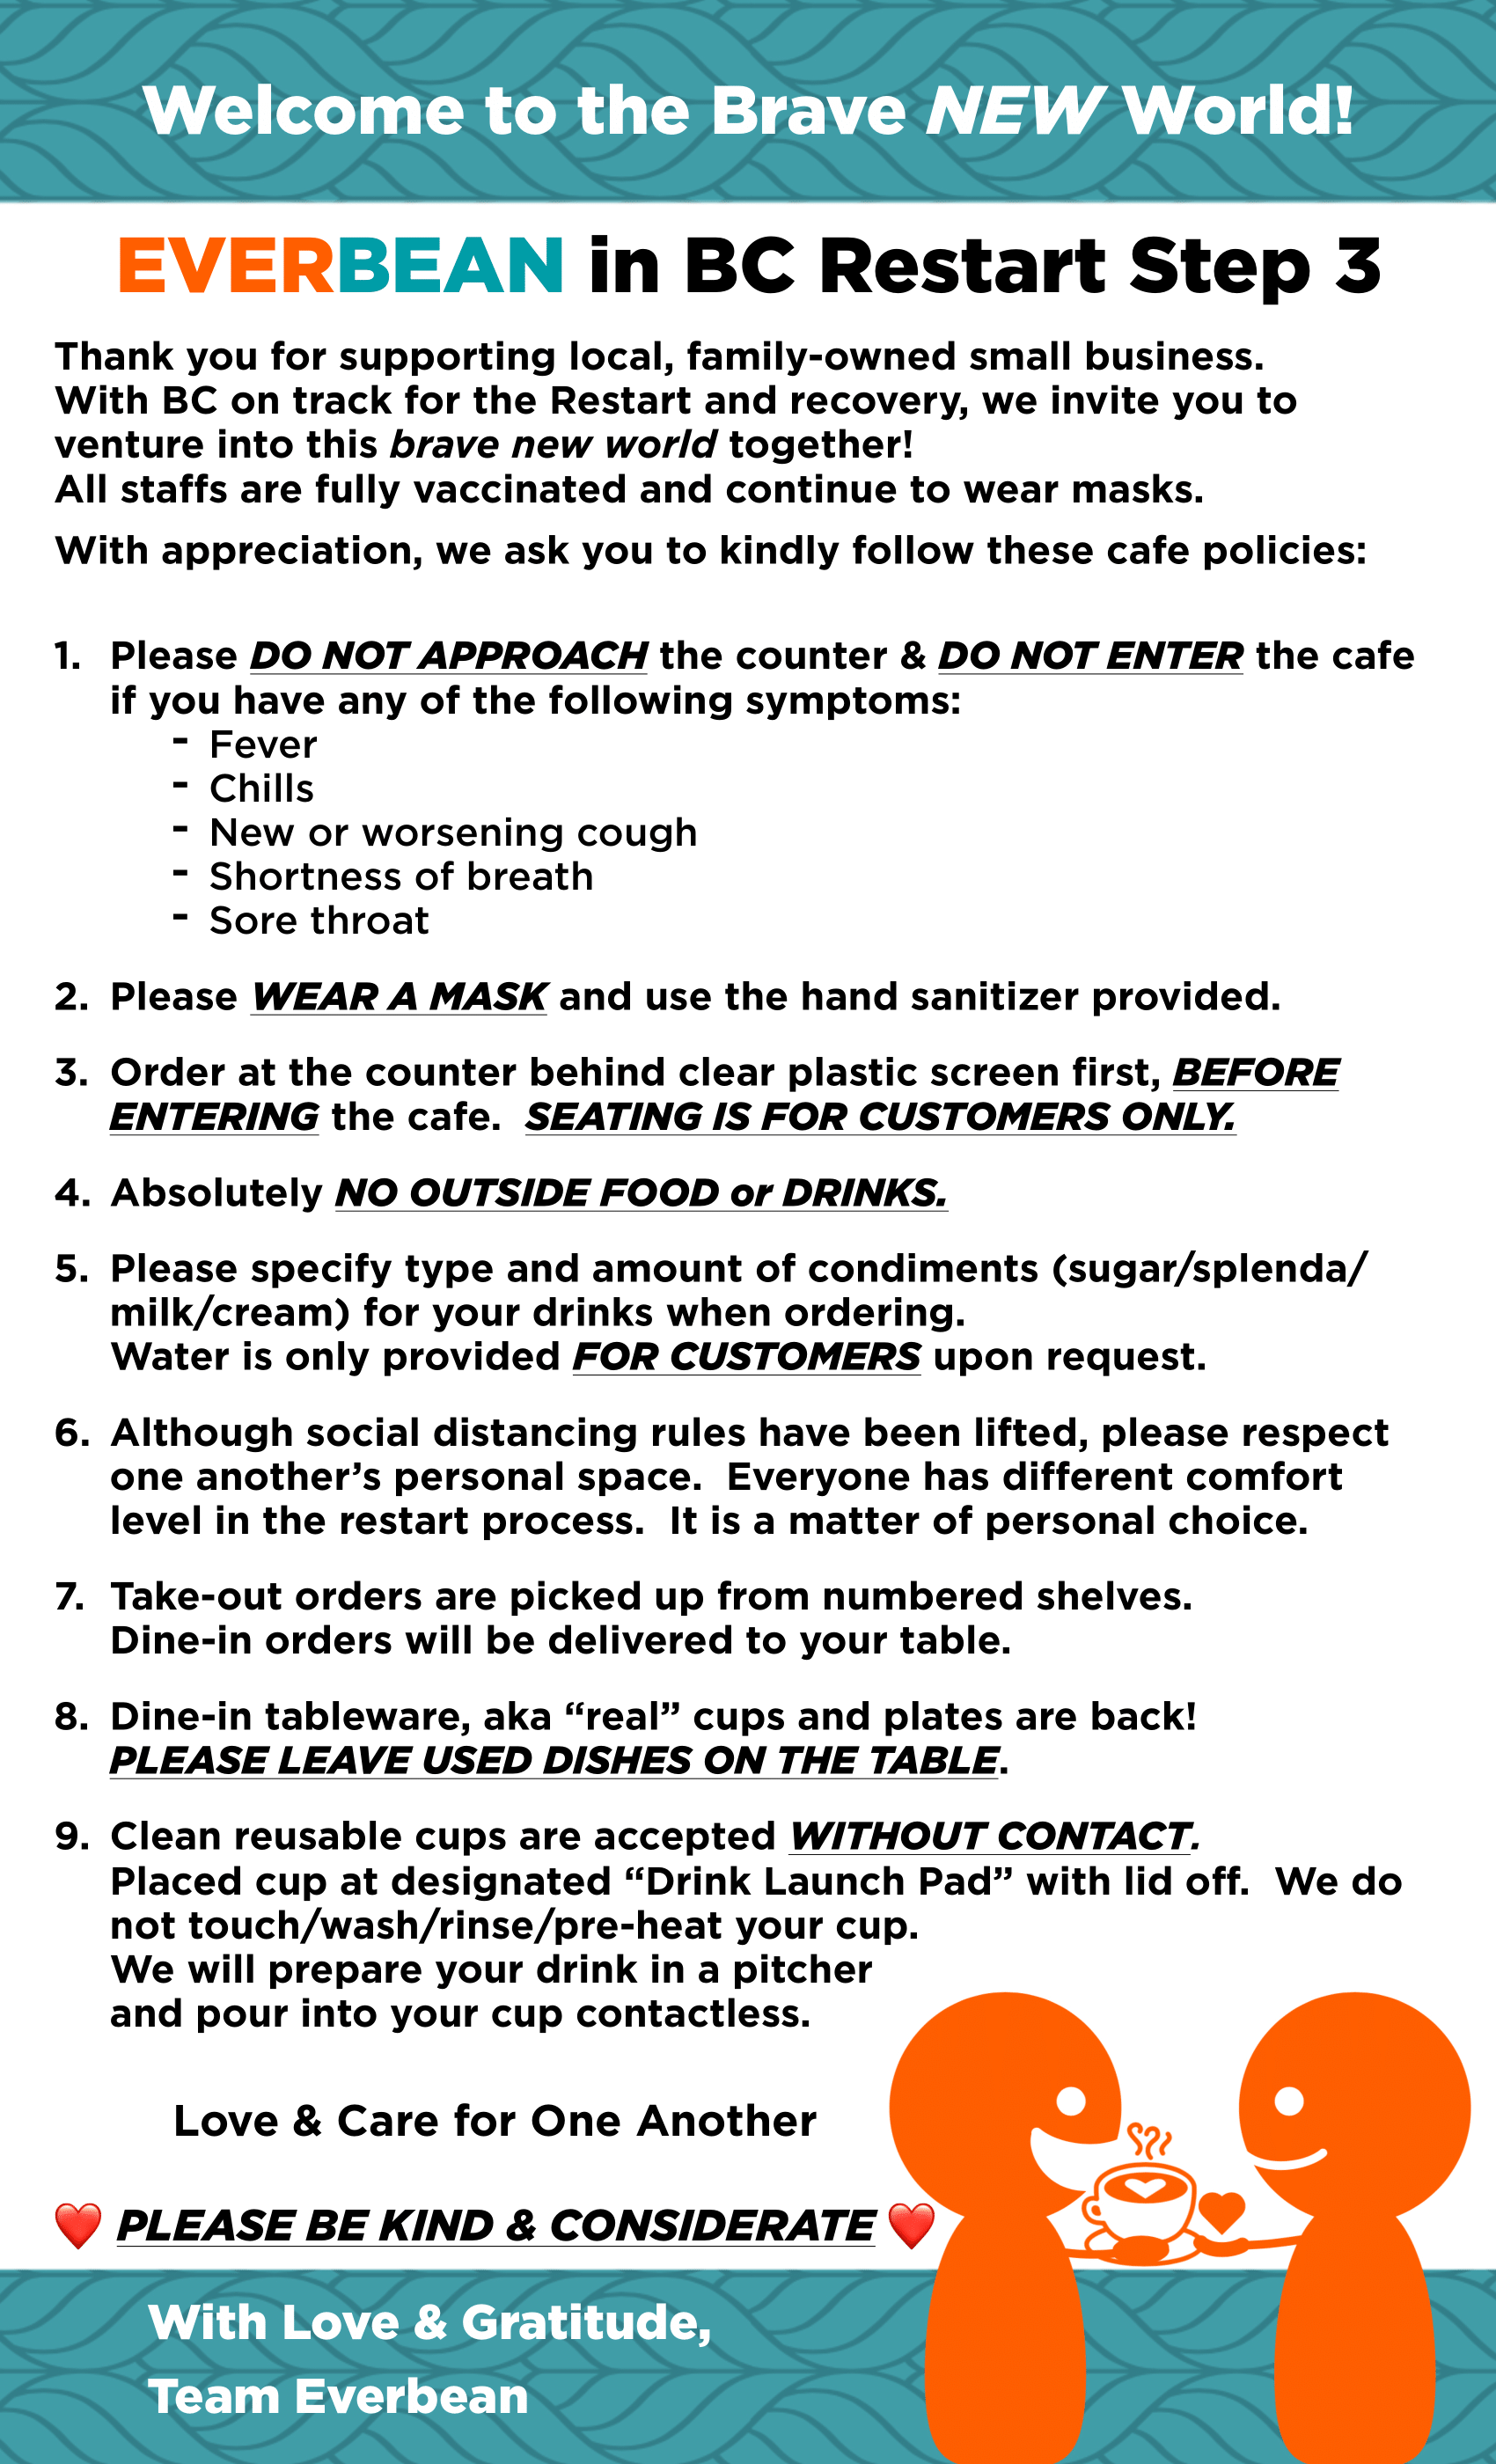 Welcome to the Brave NEW World!
EVERBEAN in BC Restart Step 3
Thank you for supporting local, family-owned small business.
With BC on track for the Restart and recovery, we invite you to
venture into this brave new world together!
All staffs are fully vaccinated and continue to wear masks.
With appreciation, we ask you to kindly follow these cafe policies:
1. Please DO NOT APPROACH the counter & DO NOT ENTER the cafe
if you have any of the following symptoms:
- Fever
- Chills
- New or worsening cough
- Shortness of breath
- Sore throat
2. Please WEAR A MASK and use the hand sanitizer provided.
3. Order at the counter behind clear plastic screen first, BEFORE
ENTERING the cafe. SEATING IS FOR CUSTOMERS ONLY.
4. Absolutely NO OUTSIDE FOOD or DRINKS.
5. Please specify type and amount of condiments (sugar/splenda/
milk/cream) for your drinks when ordering.
Water is only provided FOR CUSTOMERS upon request.
6. Although social distancing rules have been lifted, please respect
one another’s personal space. Everyone has different comfort
level in the restart process. It is a matter of personal choice.
7. Take-out orders are picked up from numbered shelves.
Dine-in orders will be delivered to your table.
8. Dine-in tableware, aka “real” cups and plates are back!
PLEASE LEAVE USED DISHES ON THE TABLE.
9. Clean reusable cups are accepted WITHOUT CONTACT.
Placed cup at designated “Drink Launch Pad” with lid off. We do
not touch/wash/rinse/pre-heat your cup.
We will prepare your drink in a pitcher
and pour into your cup contactless.
Love & Care for One Another
❤️ PLEASE BE KIND & CONSIDERATE ❤️
With Love & Gratitude,
Team Everbean